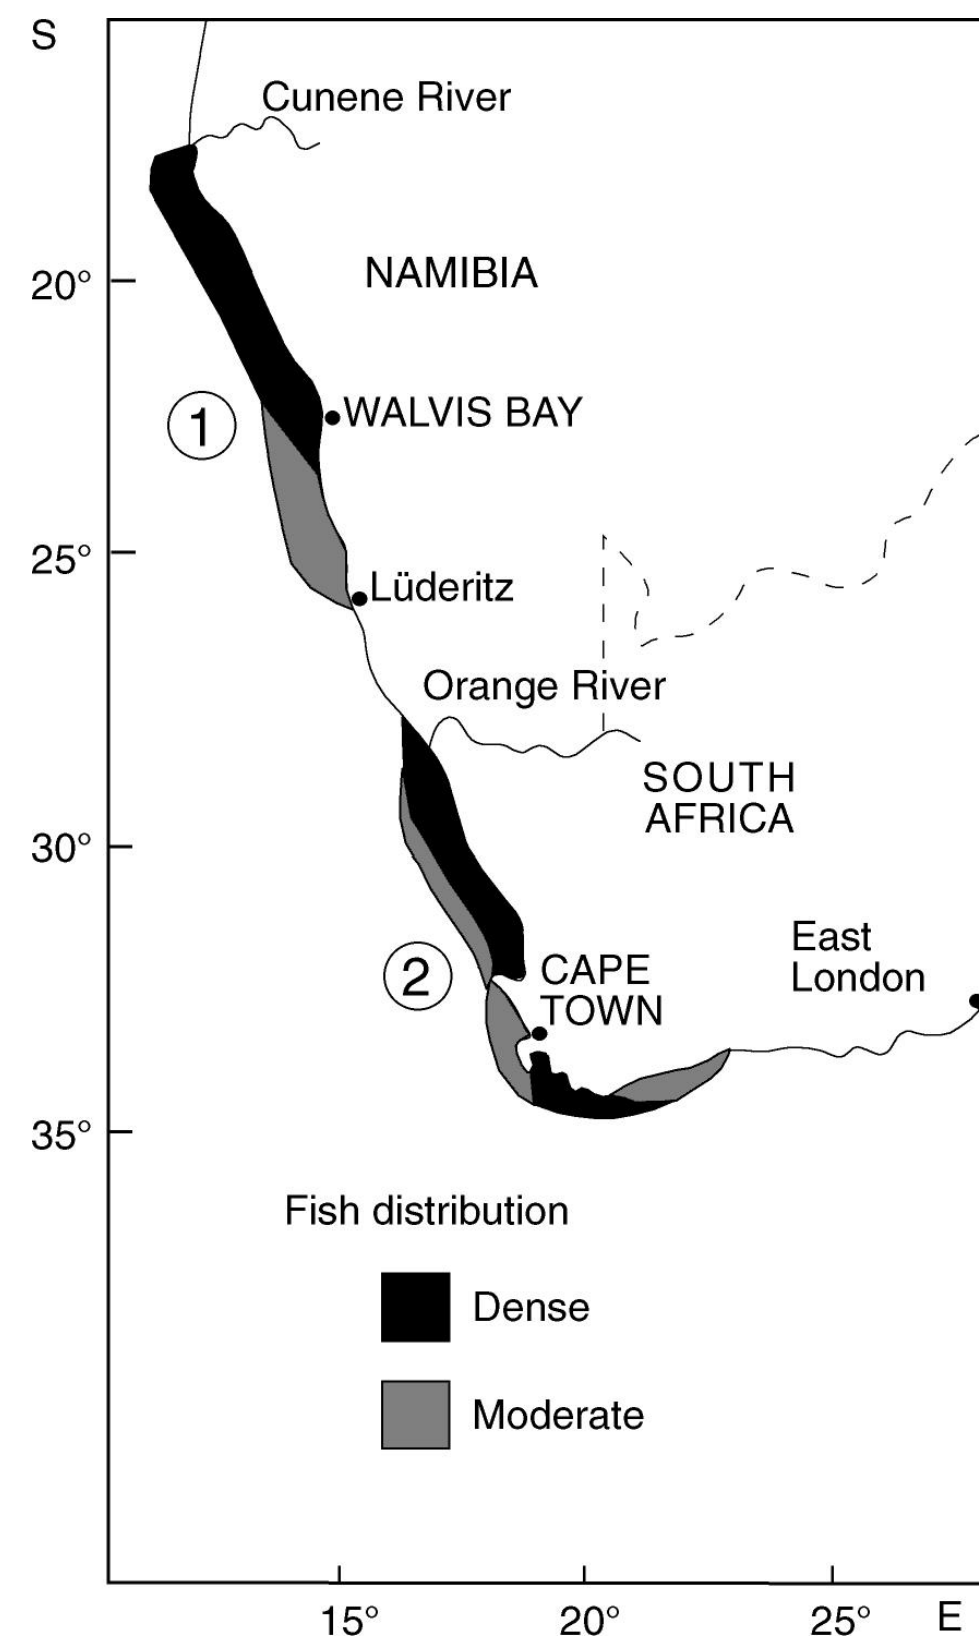 S
Cunene River
20°
NAMIBIA
1
WALVIS BAY
25°
Lüderitz
Orange River
SOUTH
AFRICA
30°
East
London
2
CAPE
TOWN
35°
Fish distribution
Dense
Moderate
15°
20°
25°
E